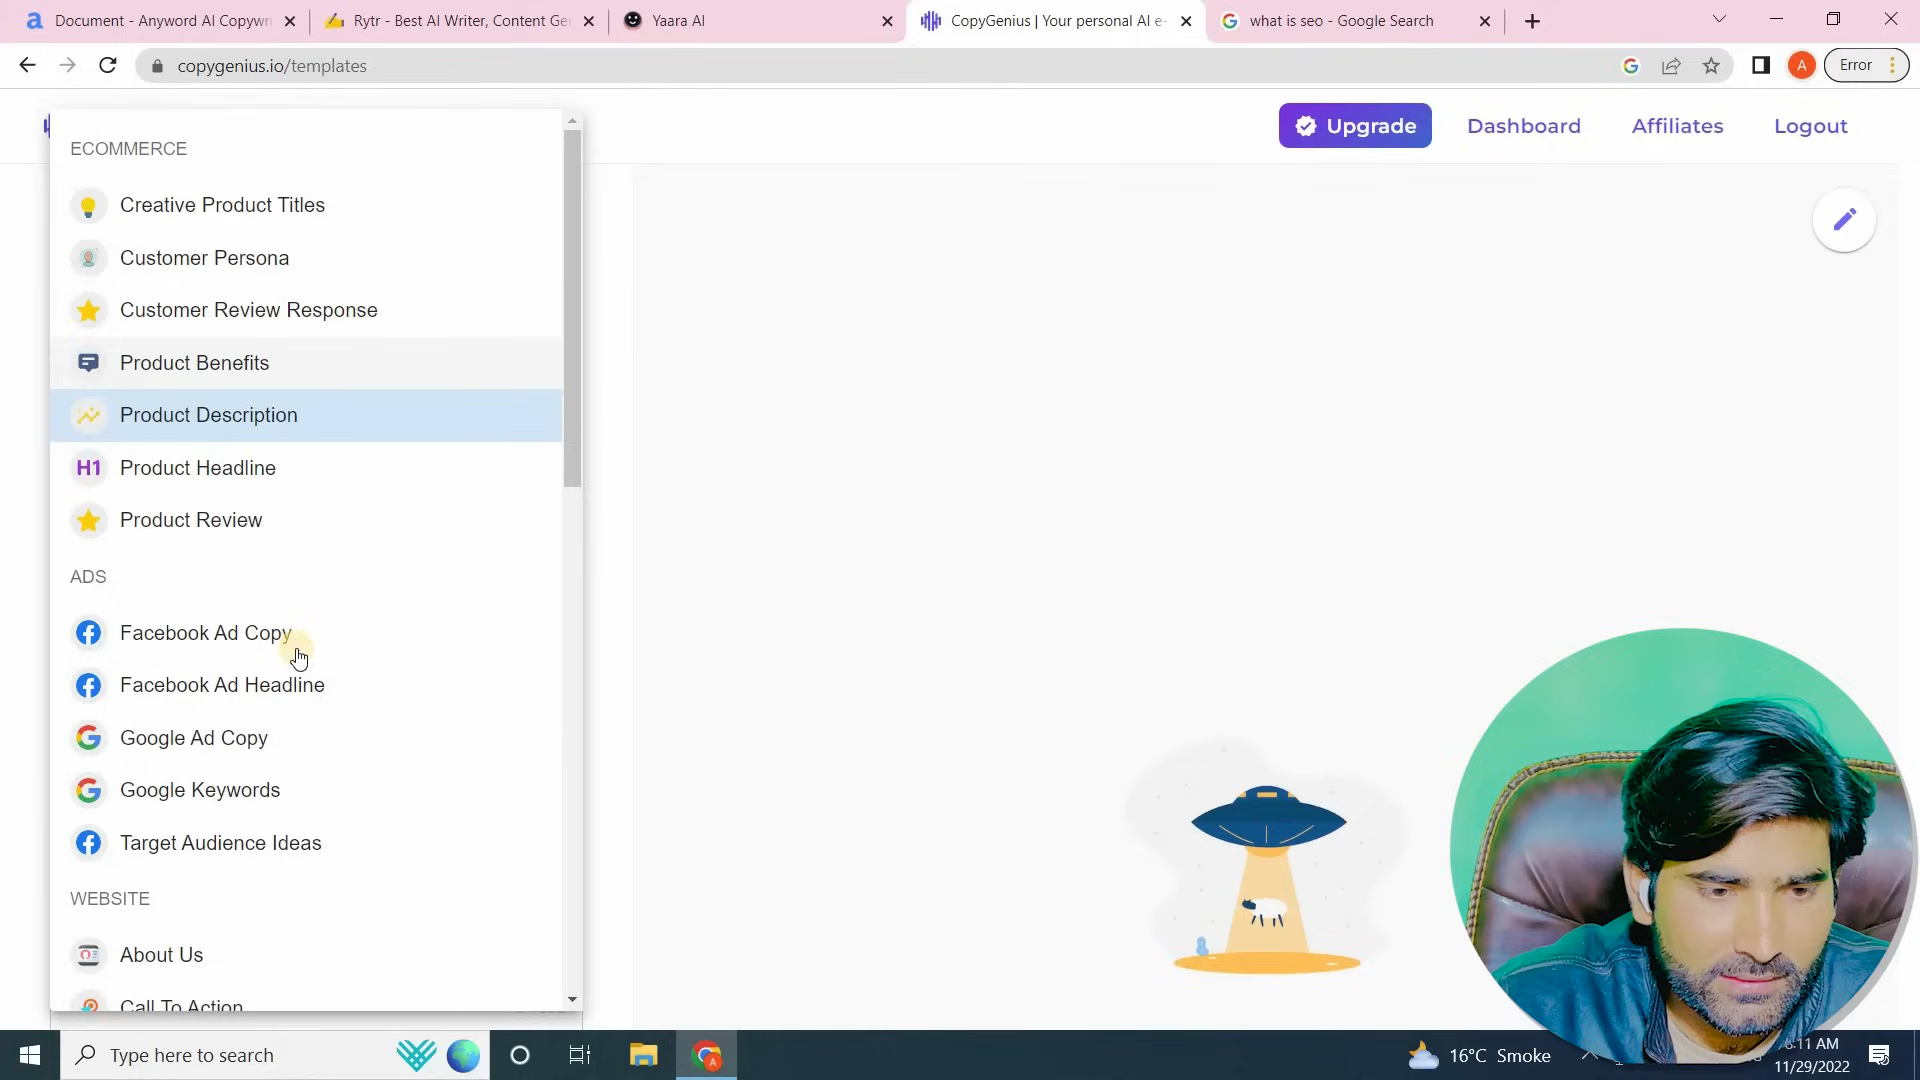 Document - Anyword AI Copywr
Rytr - Best AI Writer, Content Ge
Yaara AI
CopyGenius | Your personal AI e-
what is seo - Google Search
copygenius.io/templates
A
Error
Upgrade
Dashboard
Affiliates
Logout
ECOMMERCE
Creative Product Titles
Customer Persona
Customer Review Response
Product Benefits
Product Description
H1 Product Headline
Product Review
ADS
Facebook Ad Copy
Facebook Ad Headline
Google Ad Copy
Google Keywords
Target Audience Ideas
WEBSITE
About Us
Call To Action
Type here to search
16°C Smoke
:11 AM
11/29/2022